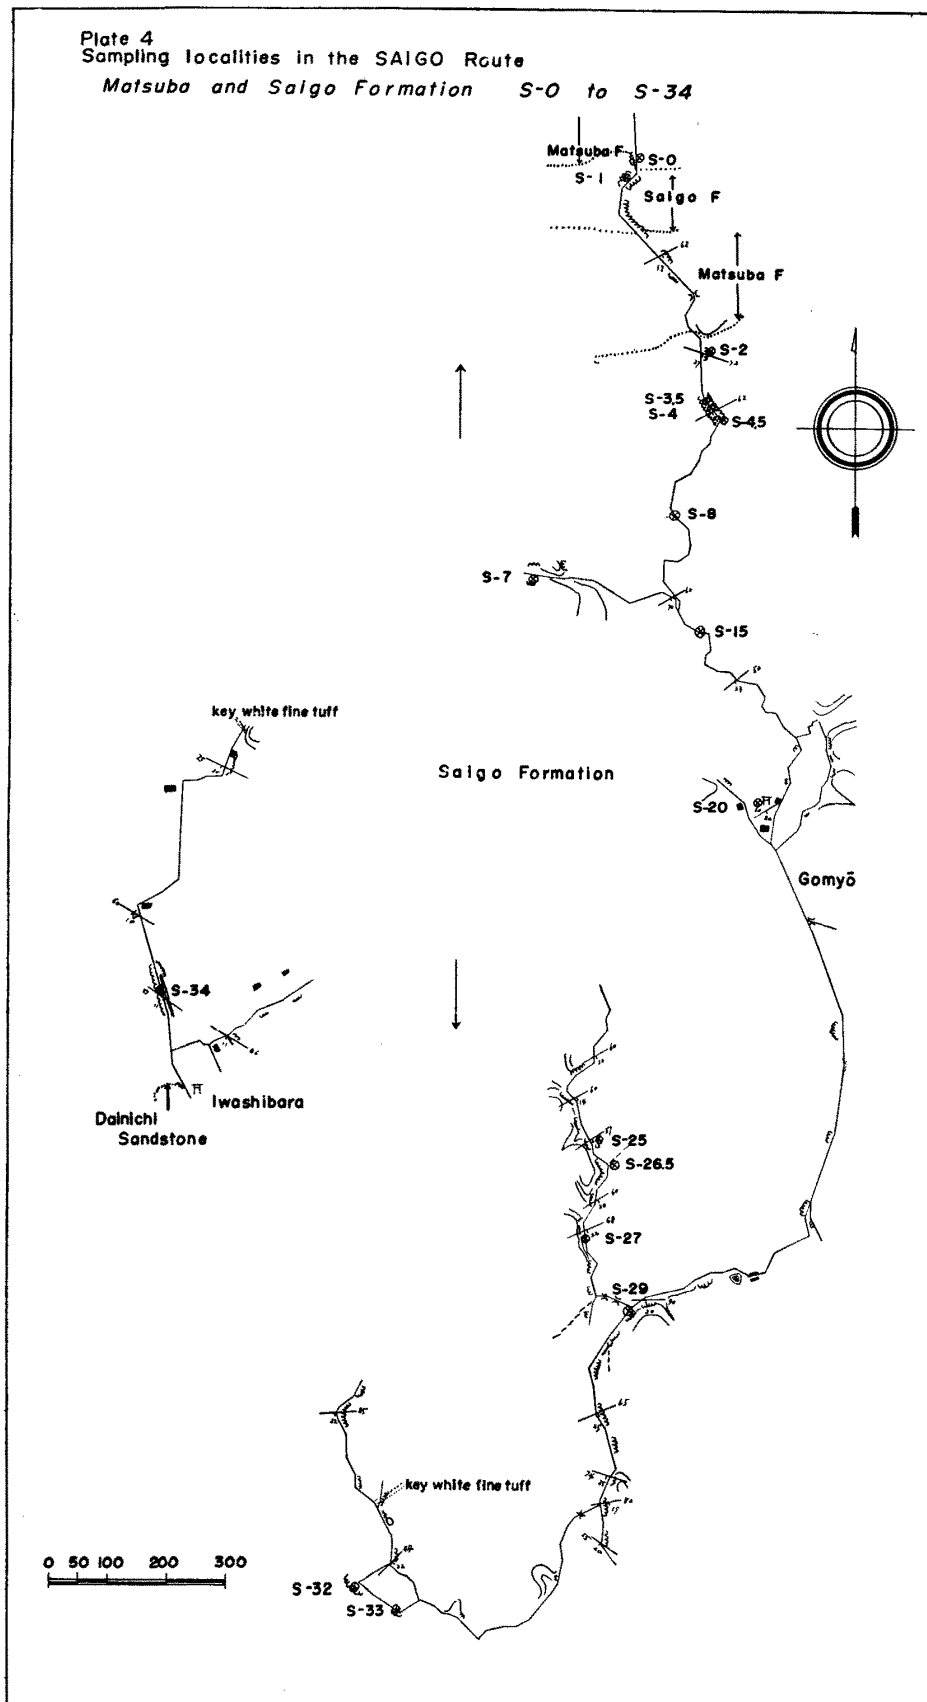 Plate 4
Sampling localities in the SAIGO Route
Matsuba and Saigo Formation S-0 to S-34
Matsuba F
S-0
S-1
Saigo F
Matsuba F
S-2
S-3.5
S-4
S-4.5
S-8
S-7
S-15
key white fine tuff
Saigo Formation
S-20
Gomyō
S-34
Iwashibara
Dainichi
Sandstone
S-25
S-26.5
S-27
S-29
key white fine tuff
0 50 100 200 300
S-32
S-33